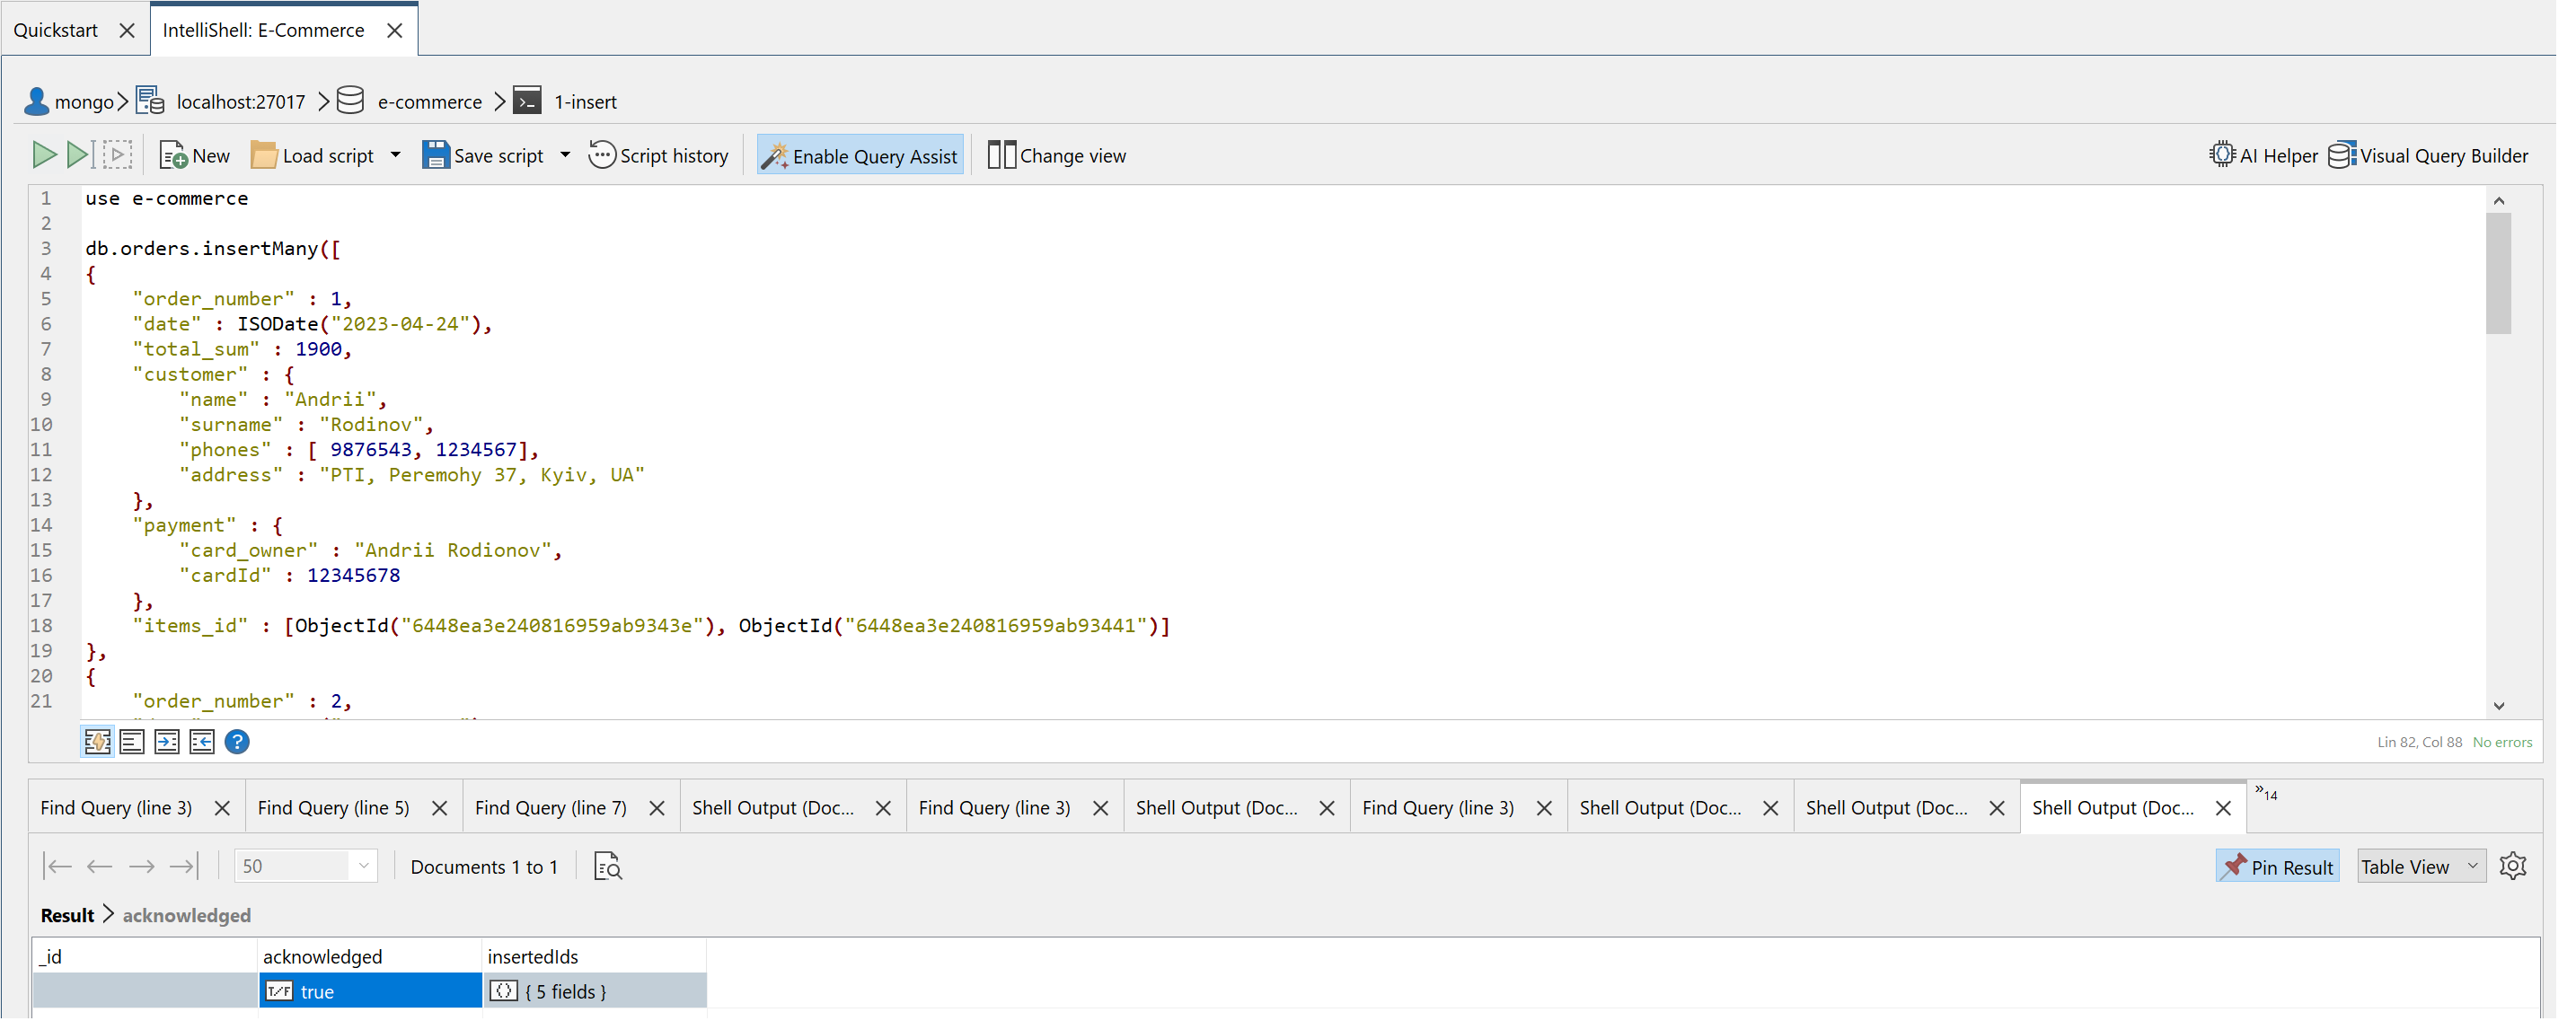 Quickstart IntelliShell: E-Commerce
mongo localhost:27017 e-commerce 1-insert
New Load script Save script Script history Enable Query Assist Change view AI Helper Visual Query Builder
1 use e-commerce
2
3 db.orders.insertMany([
4 {
5 "order_number" : 1,
6 "date" : ISODate("2023-04-24"),
7 "total_sum" : 1900,
8 "customer" : {
9 "name" : "Andrii",
10 "surname" : "Rodinov",
11 "phones" : [ 9876543, 1234567],
12 "address" : "PTI, Peremohy 37, Kyiv, UA"
13 },
14 "payment" : {
15 "card_owner" : "Andrii Rodionov",
16 "cardId" : 12345678
17 },
18 "items_id" : [ObjectId("6448ea3e240816959ab9343e"), ObjectId("6448ea3e240816959ab93441")]
19 },
20 {
21 "order_number" : 2,
Lin 82, Col 88 No errors
Find Query (line 3) Find Query (line 5) Find Query (line 7) Shell Output (Doc... Find Query (line 3) Shell Output (Doc... Find Query (line 3) Shell Output (Doc... Shell Output (Doc... Shell Output (Doc... »14
50 Documents 1 to 1 Pin Result Table View
Result > acknowledged
_id acknowledged insertedIds
T/F true {} { 5 fields }